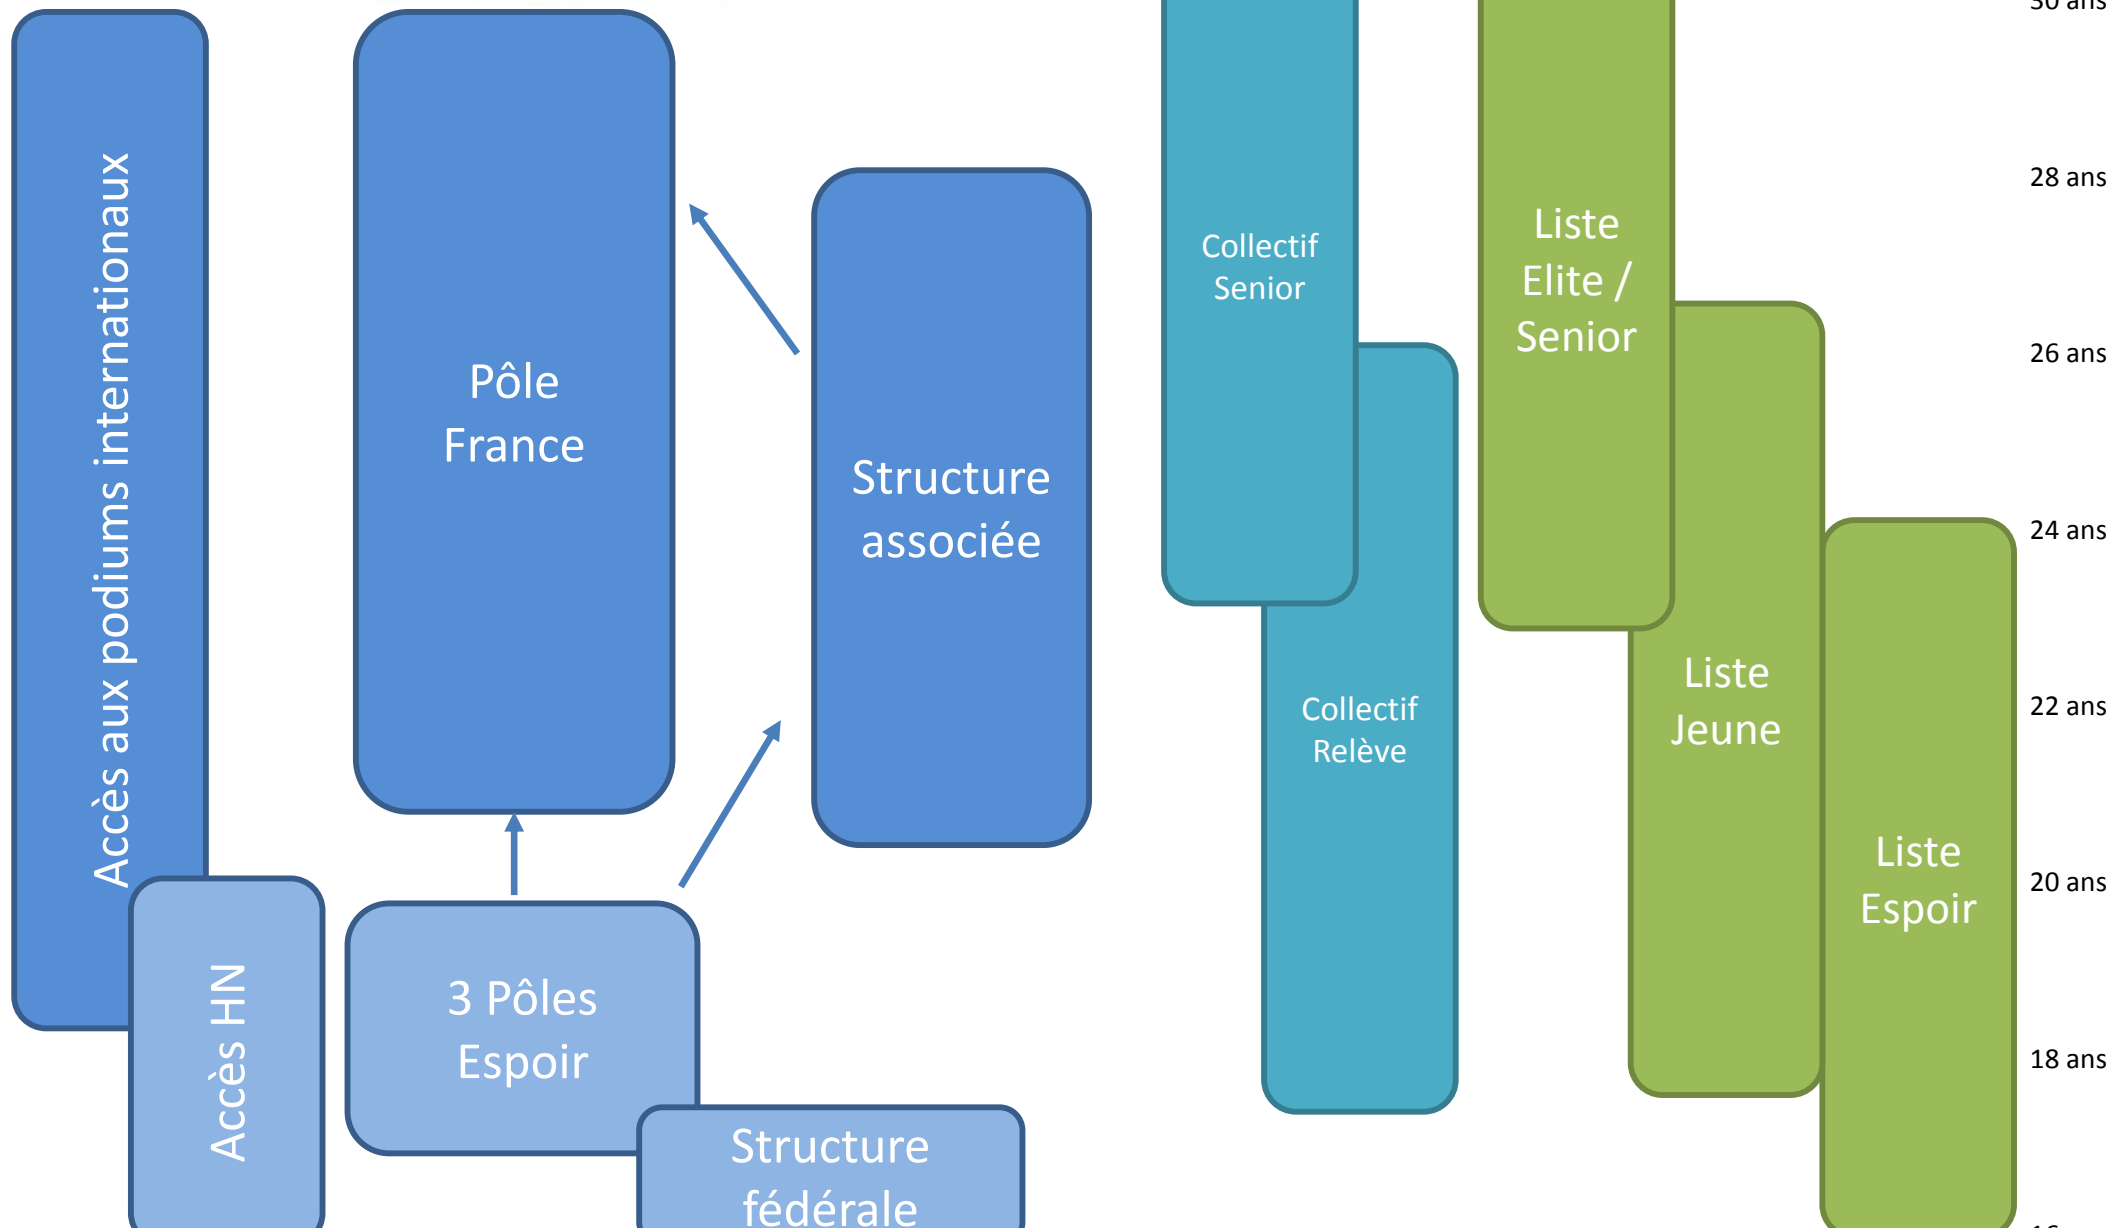 Accès aux podiums internationaux
Accès HN
Pôle
France
Structure
associée
3 Pôles
Espoir
Structure
fédérale
Collectif
Senior
Collectif
Relève
Liste
Elite /
Senior
Liste
Jeune
Liste
Espoir
30 ans
28 ans
26 ans
24 ans
22 ans
20 ans
18 ans